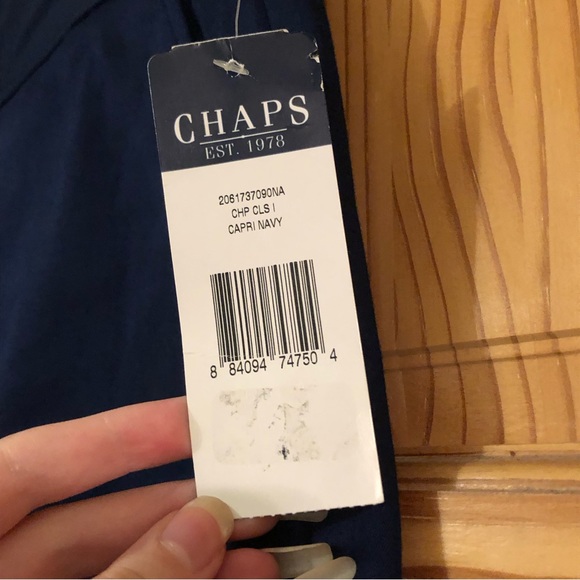 CHAPS
EST. 1978
2061737090NA
CHP CLS I
CAPRI NAVY
8 84094 74750 4